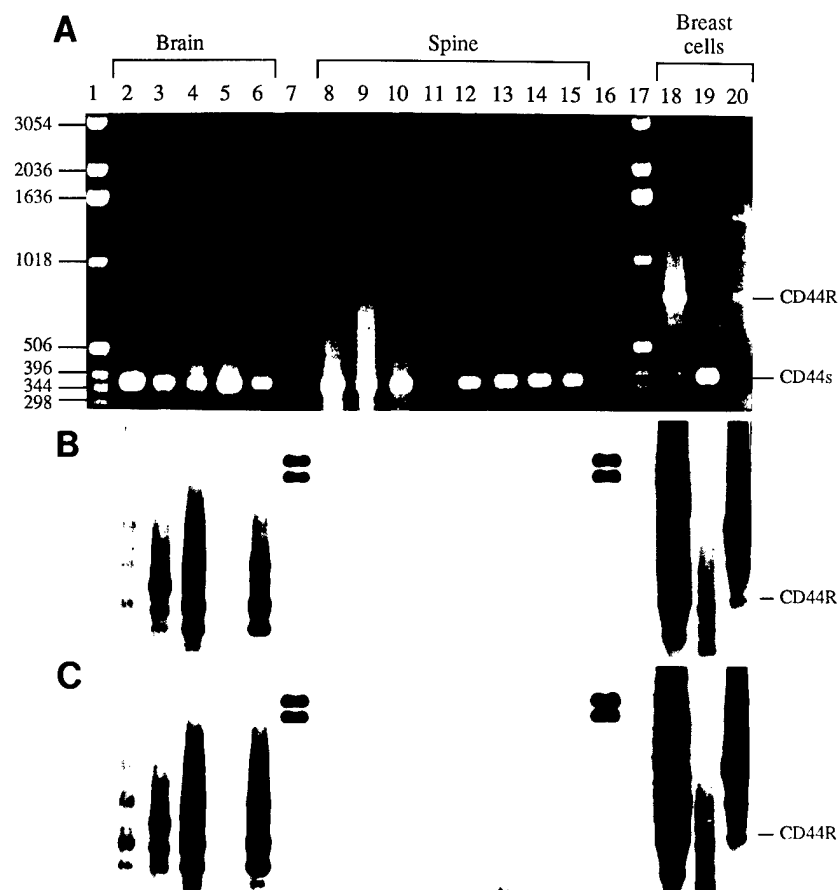 A
Brain
Spine
Breast
cells
1 2 3 4 5 6 7 8 9 10 11 12 13 14 15 16 17 18 19 20
3054
2036
1636
1018
CD44R
506
396
344
298
CD44s
B
CD44R
C
CD44R